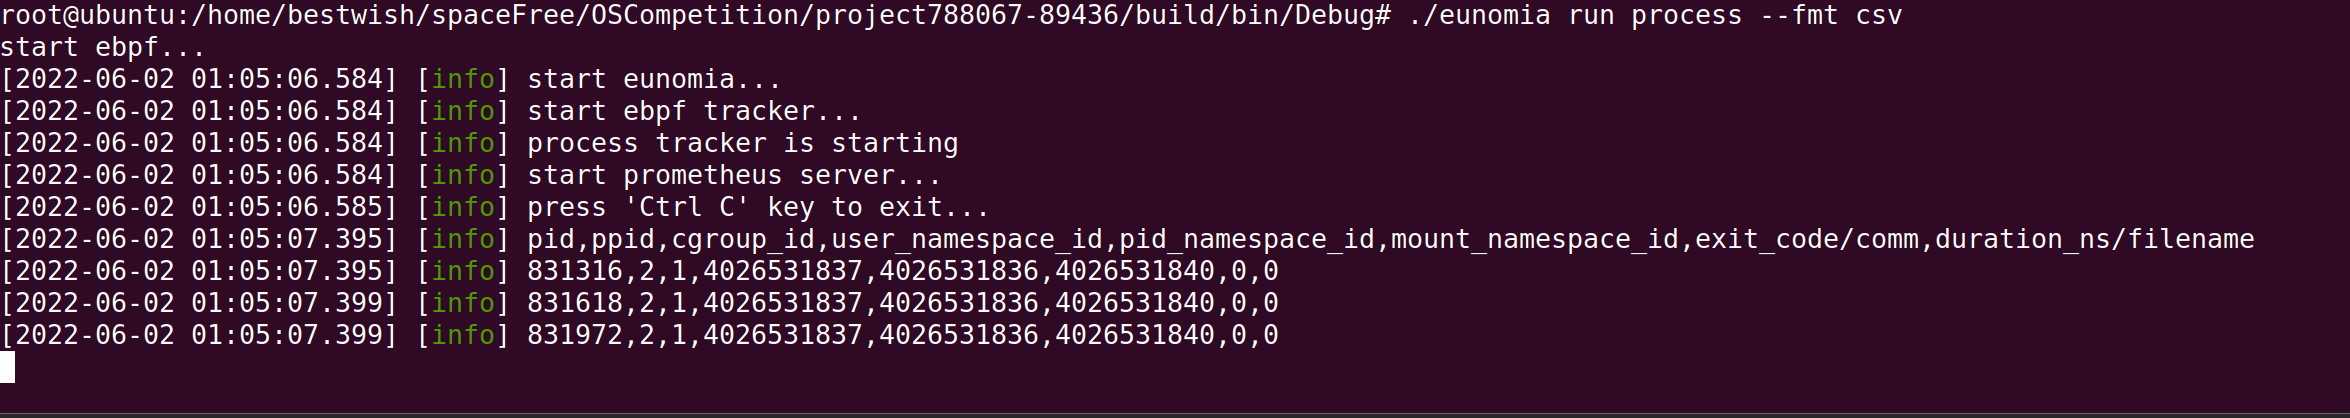 root@ubuntu:/home/bestwish/spaceFree/OSCompetition/project788067-89436/build/bin/Debug# ./eunomia run process --fmt csv
start ebpf...
[2022-06-02 01:05:06.584] [info] start eunomia...
[2022-06-02 01:05:06.584] [info] start ebpf tracker...
[2022-06-02 01:05:06.584] [info] process tracker is starting
[2022-06-02 01:05:06.584] [info] start prometheus server...
[2022-06-02 01:05:06.585] [info] press 'Ctrl C' key to exit...
[2022-06-02 01:05:07.395] [info] pid,ppid,cgroup_id,user_namespace_id,pid_namespace_id,mount_namespace_id,exit_code/comm,duration_ns/filename
[2022-06-02 01:05:07.395] [info] 831316,2,1,4026531837,4026531836,4026531840,0,0
[2022-06-02 01:05:07.399] [info] 831618,2,1,4026531837,4026531836,4026531840,0,0
[2022-06-02 01:05:07.399] [info] 831972,2,1,4026531837,4026531836,4026531840,0,0